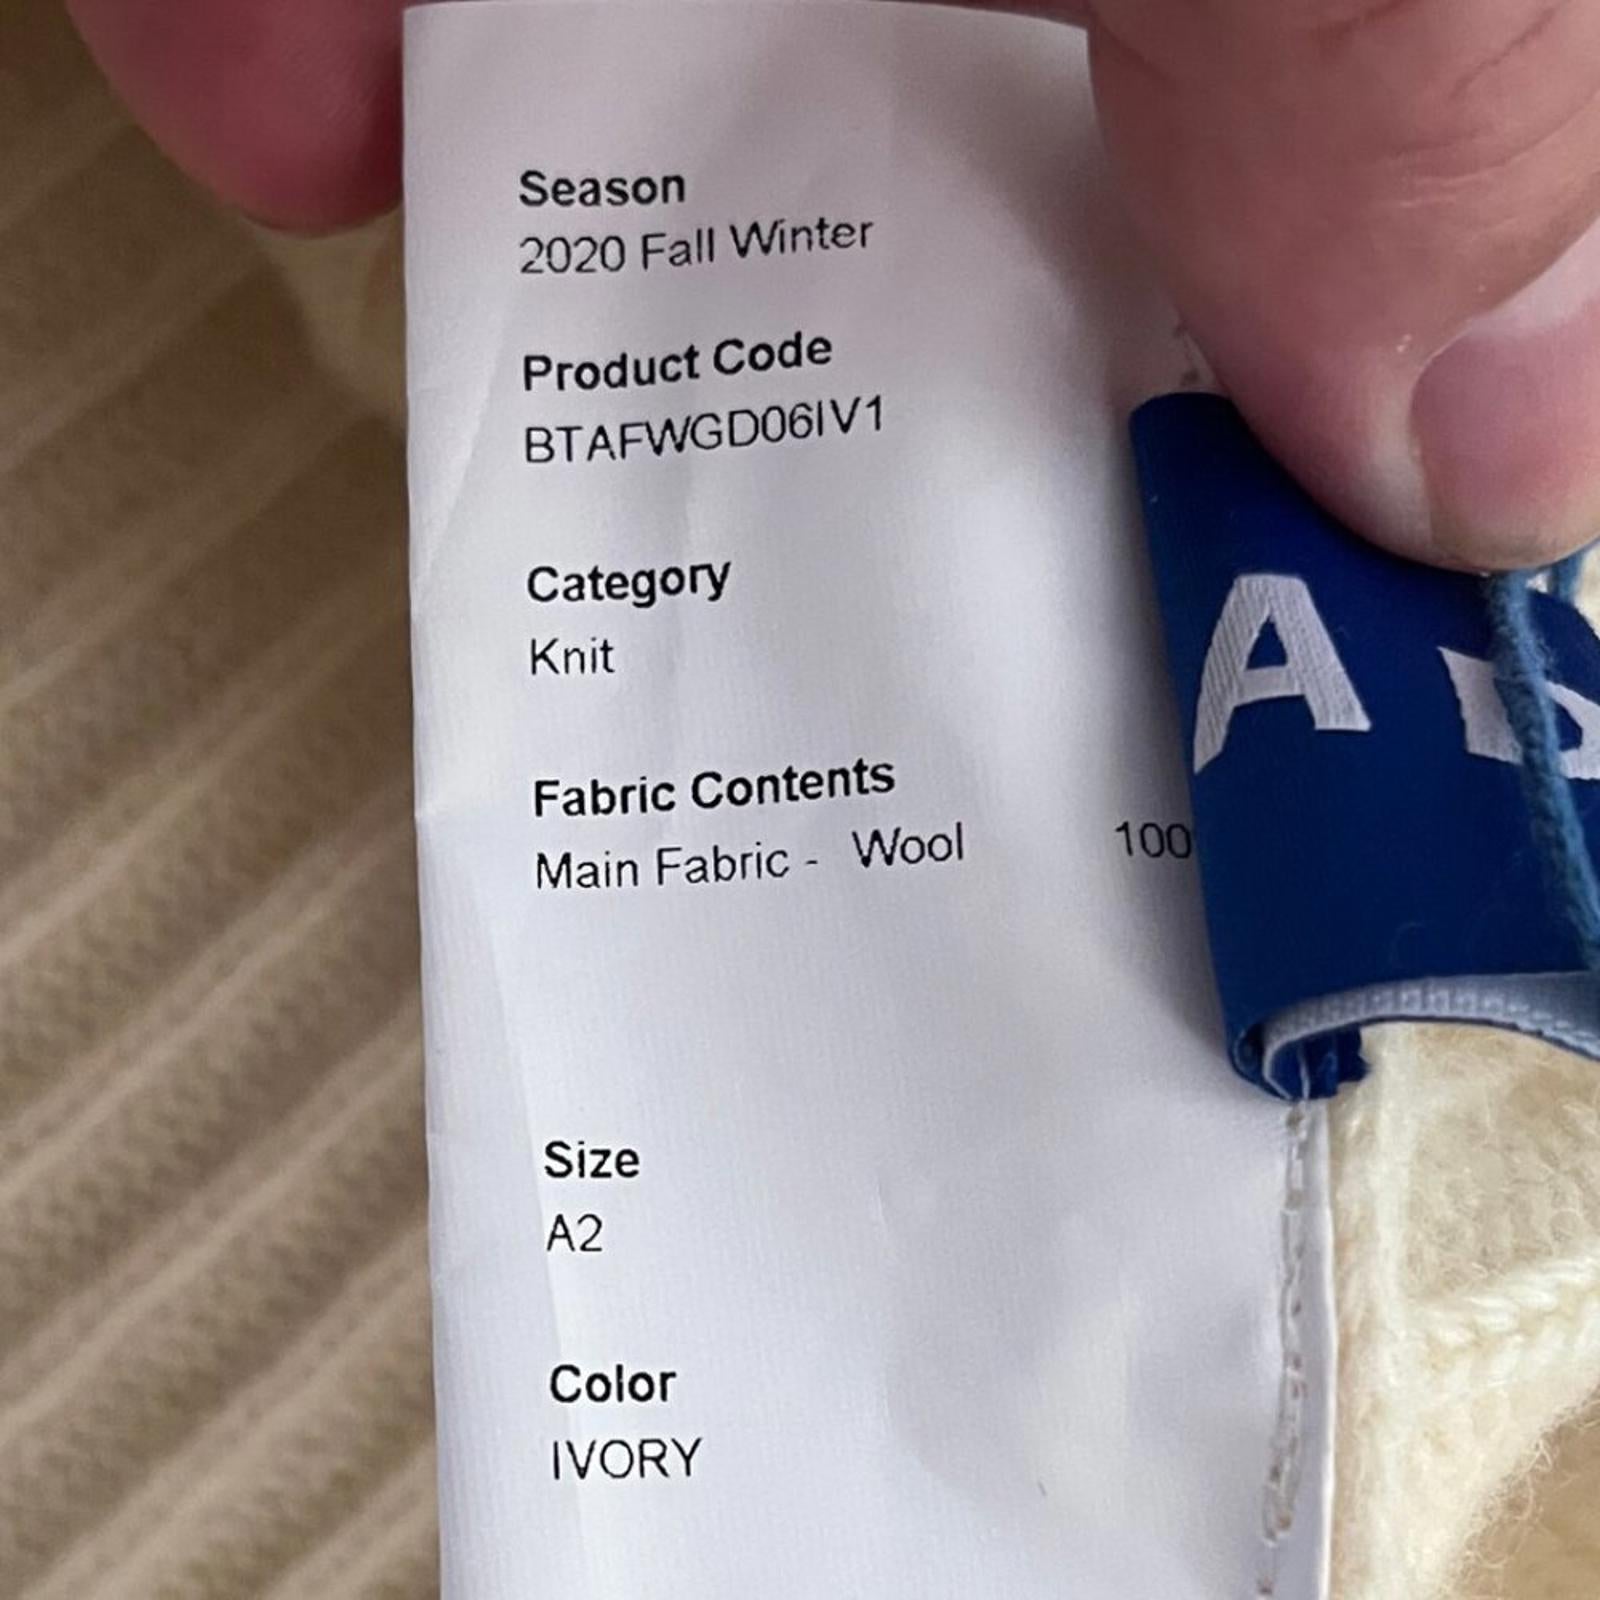 Season
2020 Fall Winter
Product Code
BTAFWGD06IV1
Category
Knit
Fabric Contents
Main Fabric - Wool 100
Size
A2
Color
IVORY
A